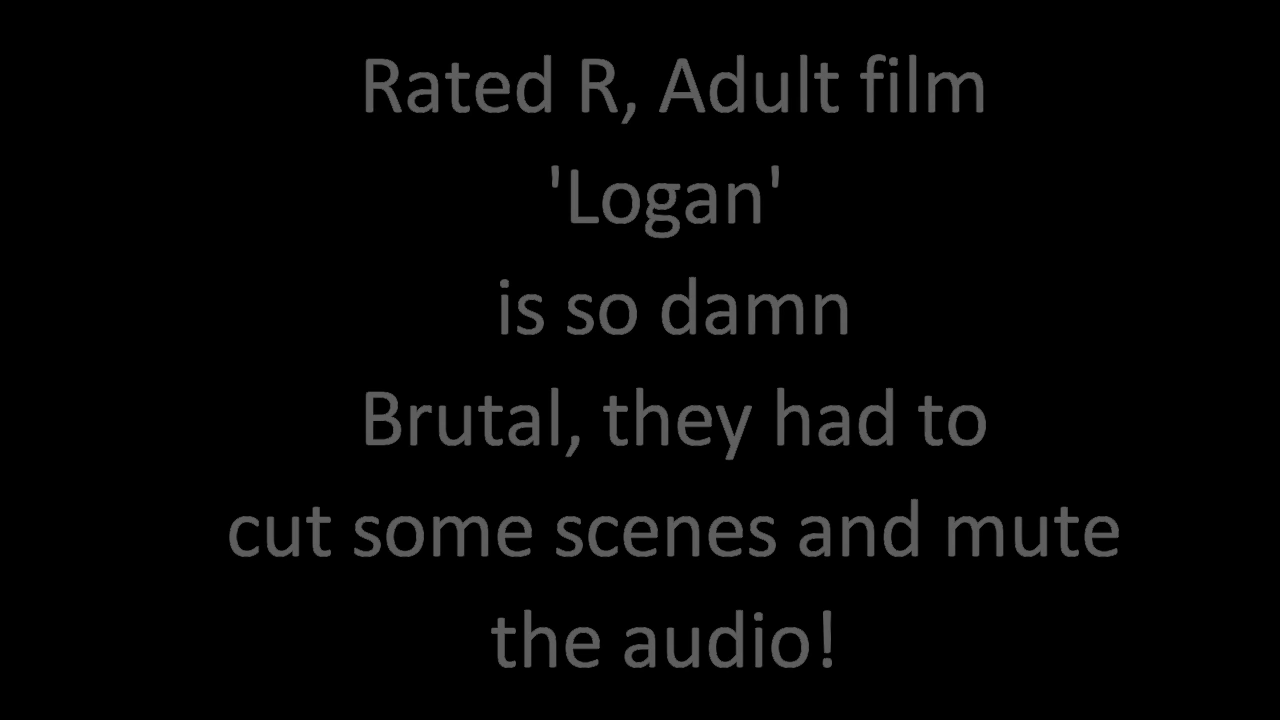 Rated R, Adult film
'Logan'
is so damn
Brutal, they had to
cut some scenes and mute
the audio!